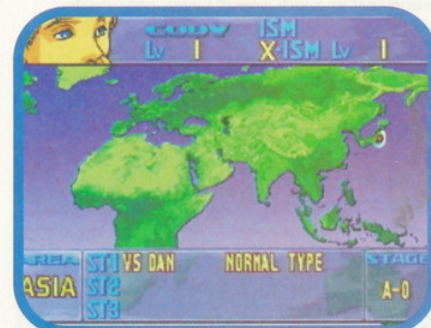 CODY ISM
Lv 1 X-ISM Lv 1
AREA ST1 VS DAN NORMAL TYPE STAGE
ASIA ST2 A-0
ST3